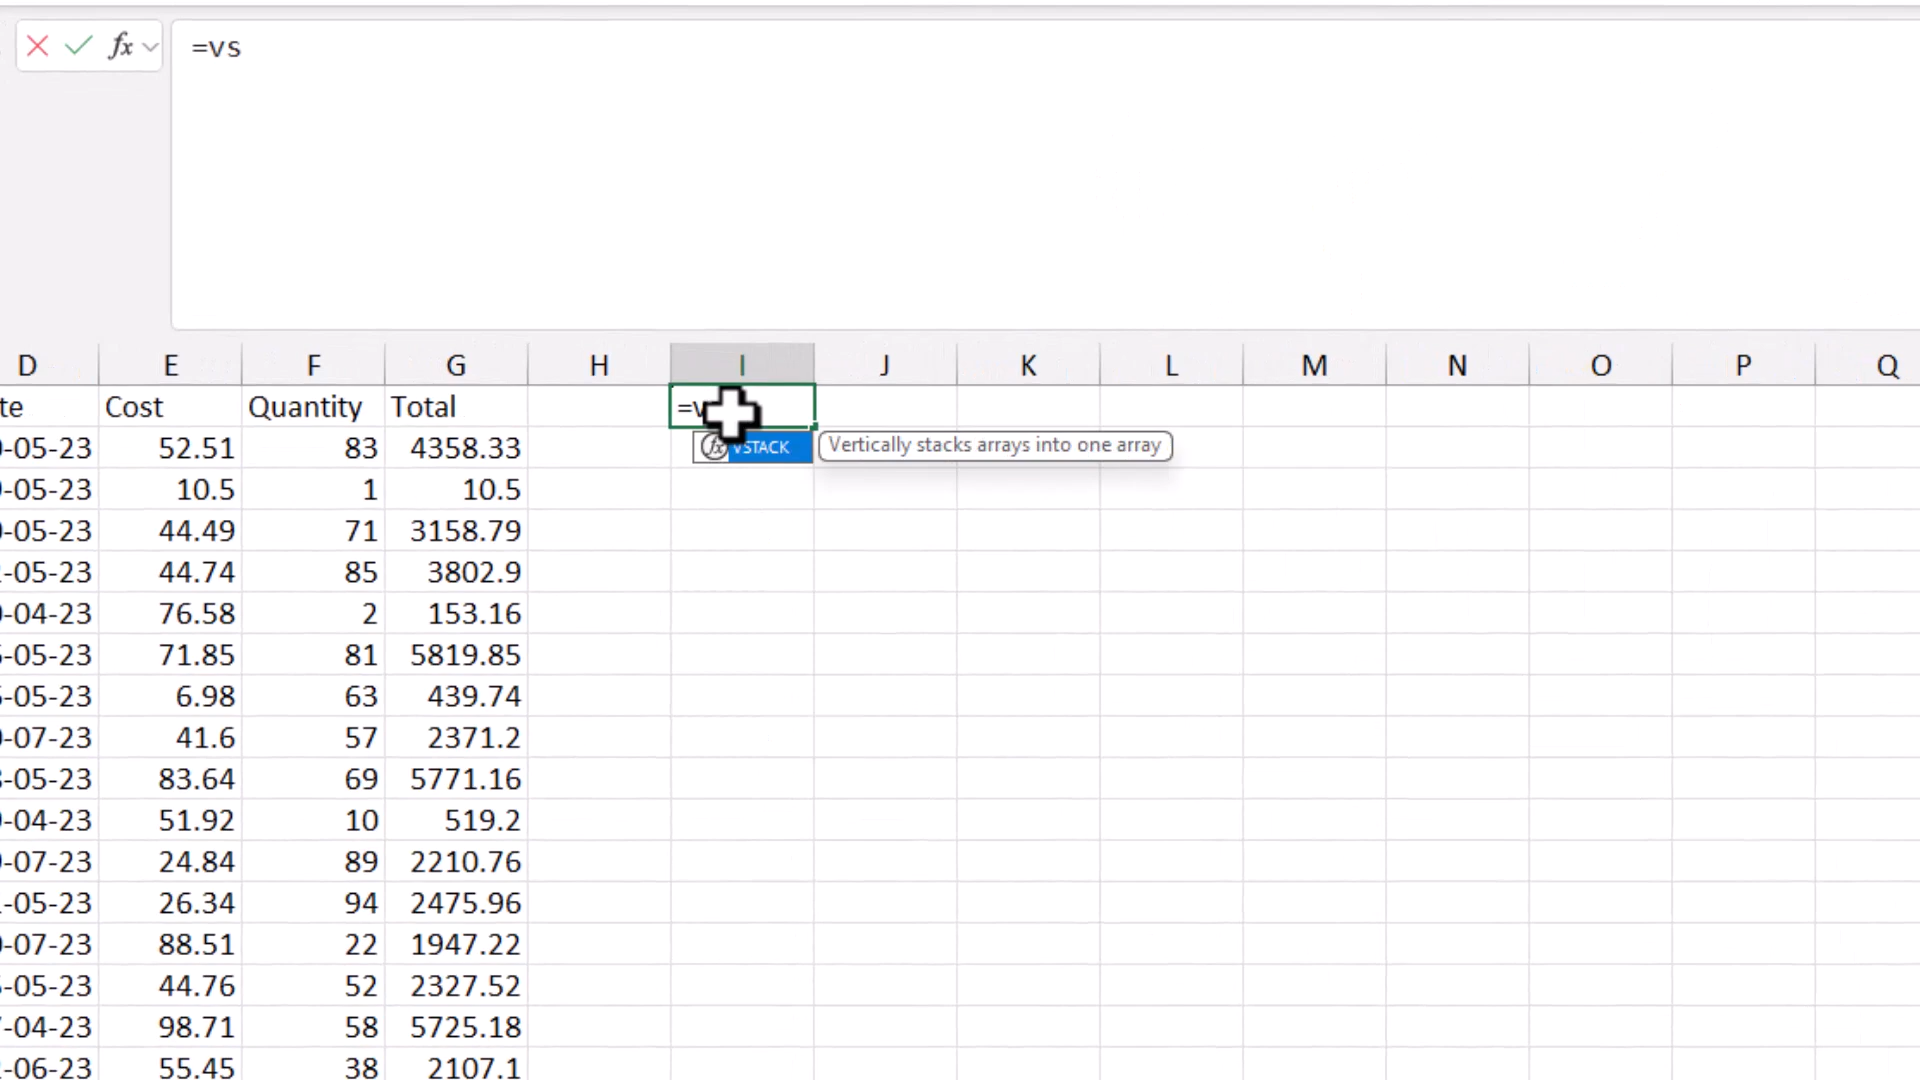 fx =vs
D E F G H I J K L M N O P Q
te Cost Quantity Total =v
-05-23 52.51 83 4358.33 fx VSTACK Vertically stacks arrays into one array
-05-23 10.5 1 10.5
-05-23 44.49 71 3158.79
-05-23 44.74 85 3802.9
-04-23 76.58 2 153.16
-05-23 71.85 81 5819.85
-05-23 6.98 63 439.74
-07-23 41.6 57 2371.2
-05-23 83.64 69 5771.16
-04-23 51.92 10 519.2
-07-23 24.84 89 2210.76
-05-23 26.34 94 2475.96
-07-23 88.51 22 1947.22
-05-23 44.76 52 2327.52
-04-23 98.71 58 5725.18
-06-23 55.45 38 2107.1